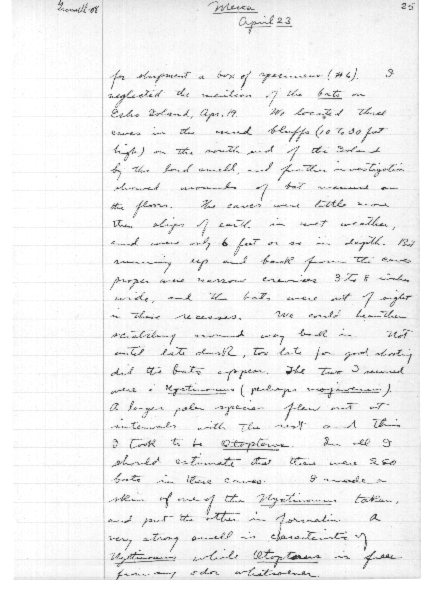 Grinnell-08
Mecca
25
April 23
for shipment a box of specimens (#6). I
neglected the mention of the bats on
Echo Island, Apr. 19. We located three
caves in the mud bluffs (10 to 30 feet
high) on the south end of the Island
by the loud smell, and further investigation
showed mounds of bat manure on
the floors. The caves were little more
than slips of earth in wet weather,
and were only 6 feet or so in depth. But
running up and back from the caves
proper were narrow crevices 3 to 8 inches
wide, and the bats were out of sight
in these recesses. We could hear them
scratching around way back in. Not
until late dusk, too late for good shooting
did the bats appear. The two I secured
were Nyctinomus (perhaps
A larger paler species flew out at
intervals with the rest and this
I took to be Otopterus. In all I
should estimate that there were 250
bats in these caves. I made a
skin of one of the Nyctinomus taken,
and put the other in formalin. A
very strong smell is characteristic of
Nyctinomus while Otopterus is free
from any odor whatsoever.